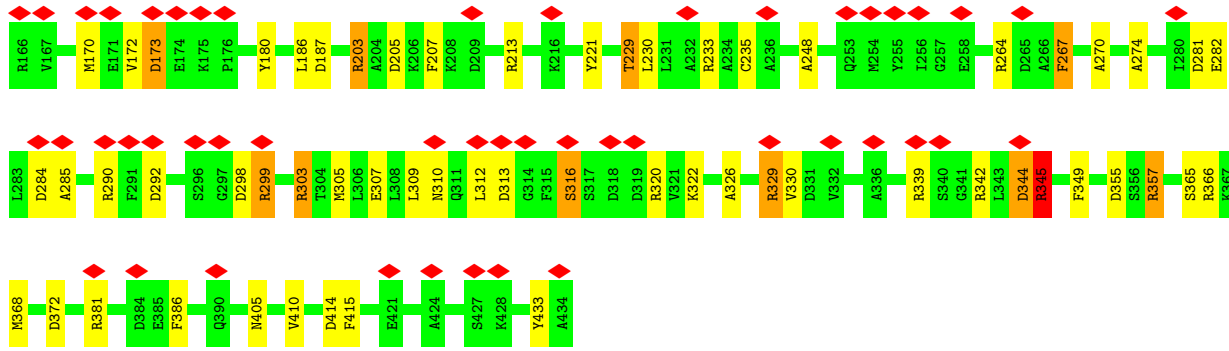 R166 V167 M170 E171 V172 D173 E174 K175 P176 Y180 L186 D187 R203 A204 D205 K206 F207 K208 D209 R213 K216 Y221 T229 L230 L231 A232 R233 A234 C235 A236 A248 Q253 M254 Y255 I256 G257 E258 R264 D265 A266 F267 A270 A274 I280 D281 E282
L283 D284 A285 R290 F291 D292 S296 G297 D298 R299 R303 T304 M305 L306 E307 L308 L309 N310 Q311 L312 D313 G314 F315 S316 S317 D318 D319 R320 V321 K322 A326 R329 V330 D331 V332 A336 R339 S340 G341 R342 L343 D344 R345 F349 D355 S356 R357 S365 R366 K367
M368 D372 R381 D384 E385 F386 Q390 N405 V410 D414 F415 E421 A424 S427 K428 Y433 A434